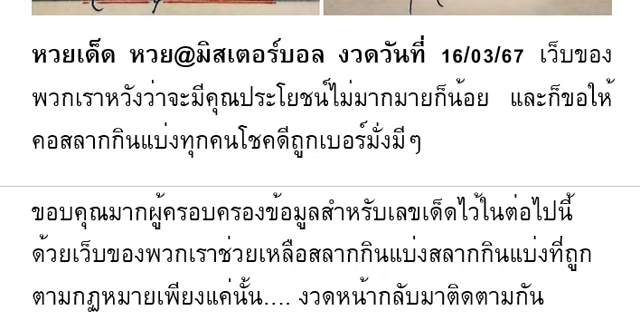 หวยเด็ด หวย@มิสเตอร์บอล งวดวันที่ 16/03/67 เว็บของ
พวกเราหวังว่าจะมีคุณประโยชน์ไม่มากมายก็น้อย และก็ขอให้
คอสลากกินแบ่งทุกคนโชคดีถูกเบอร์มั่งมีๆ
ขอบคุณมากผู้ครอบครองข้อมูลสำหรับเลขเด็ดไว้ในต่อไปนี้
ด้วยเว็บของพวกเราช่วยเหลือสลากกินแบ่งสลากกินแบ่งที่ถูก
ตามกฏหมายเพียงแค่นั้น.... งวดหน้ากลับมาติดตามกัน